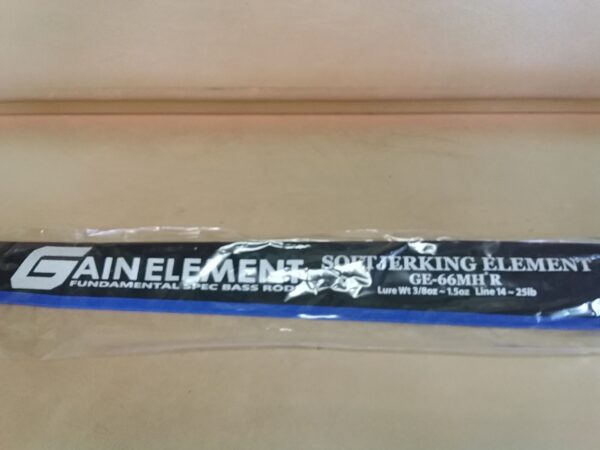 GAIN ELEMENT
FUNDAMENTAL SPEC BASS ROD
SOFTJERKING ELEMENT
GE-66MH R
Lure Wt 3/8oz ~ 1.5oz Line 14 ~ 25lb